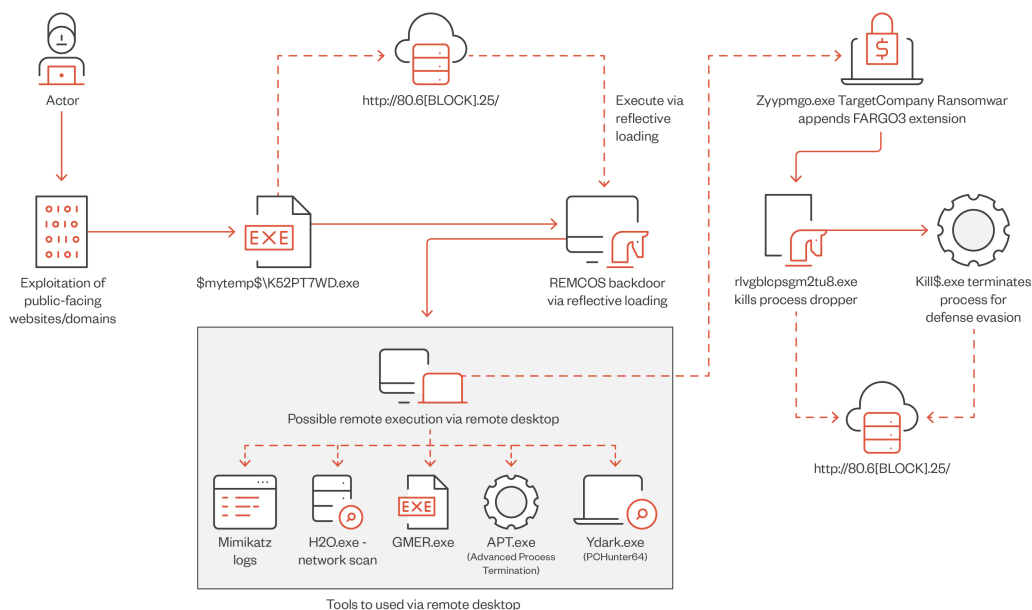 Actor
http://80.6[BLOCK].25/
Execute via
reflective
loading
Zyypmgo.exe TargetCompany Ransomwar
appends FARGO3 extension
EXE
Exploitation of
public-facing
websites/domains
$mytemp$\K52PT7WD.exe
REMCOS backdoor
via reflective loading
rlvgblcpsgm2tu8.exe
kills process dropper
Kill$.exe terminates
process for
defense evasion
Possible remote execution via remote desktop
http://80.6[BLOCK].25/
EXE
Mimikatz
logs
H2O.exe -
network scan
GMER.exe
APT.exe
(Advanced Process
Termination)
Ydark.exe
(PCHunter64)
Tools to used via remote desktop